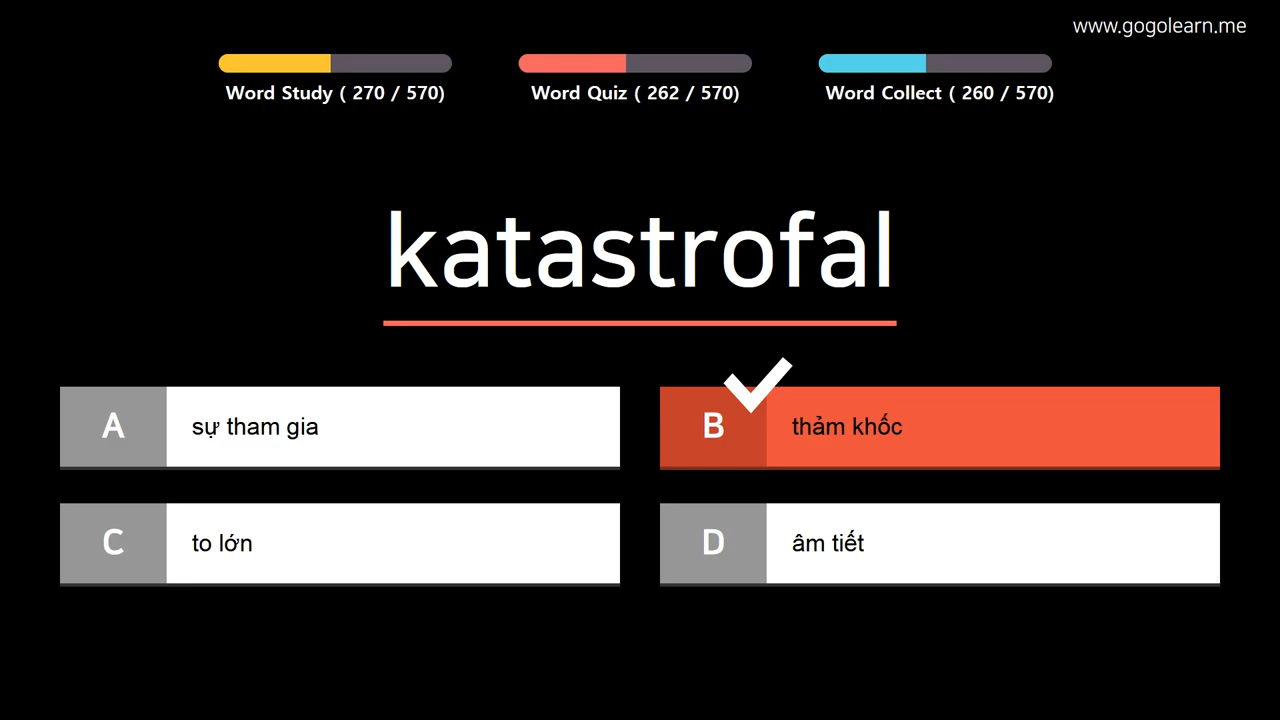 www.gogolearn.me
Word Study ( 270 / 570)
Word Quiz ( 262 / 570)
Word Collect ( 260 / 570)
katastrofal
A sự tham gia
B thảm khốc
C to lớn
D âm tiết